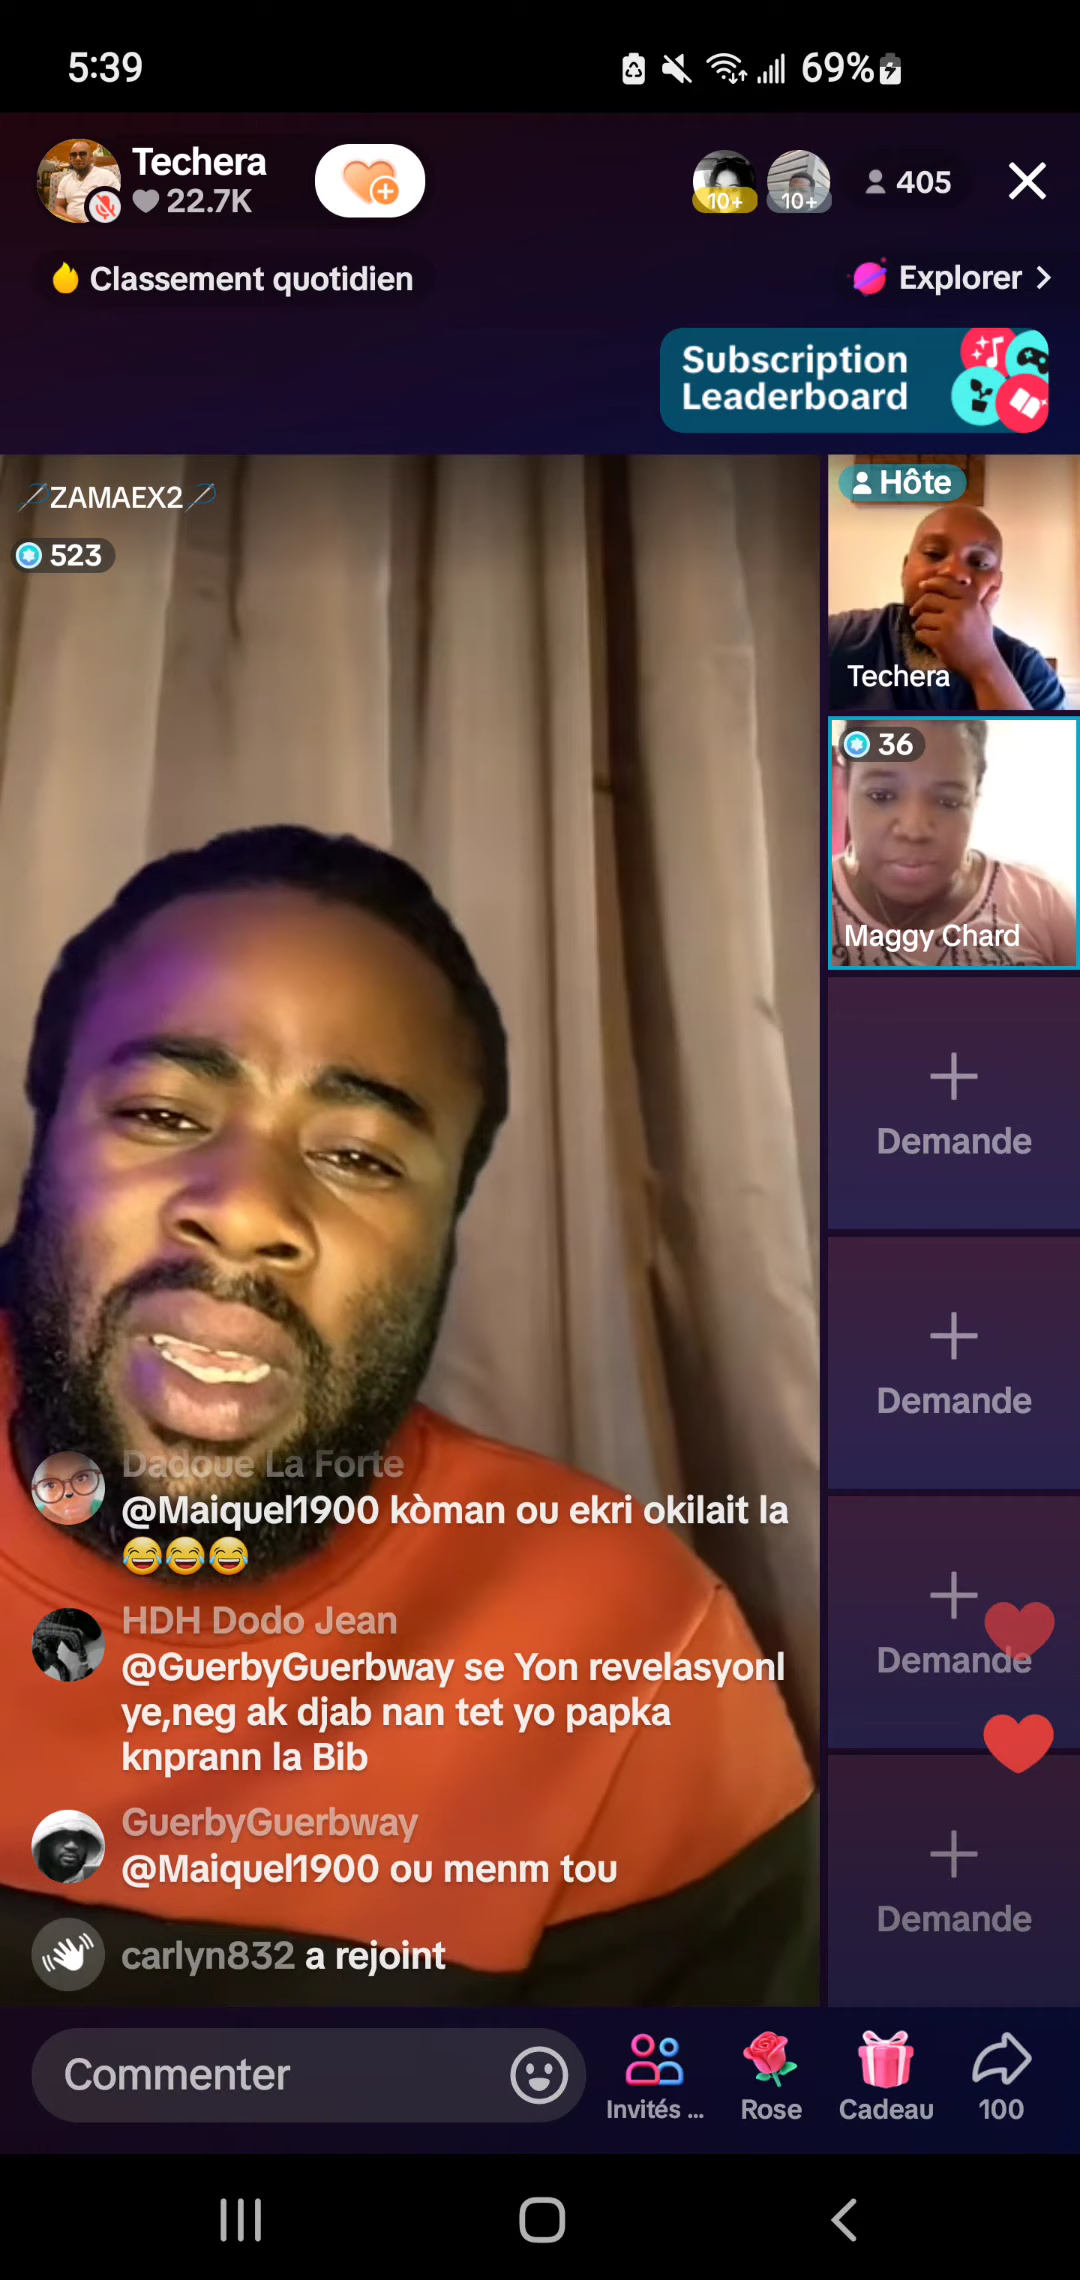 5:39
69%
Techera
22.7K
10+
10+
405
Classement quotidien
Explorer
Subscription
Leaderboard
ZAMAEX2
523
Hôte
Techera
36
Maggy Chard
Demande
Demande
Demande
Demande
Dadoue La Forte
@Maiquel1900 kòman ou ekri okilait la
😂😂😂
HDH Dodo Jean
@GuerbyGuerbway se Yon revelasyonl
ye,neg ak djab nan tet yo papka
knprann la Bib
GuerbyGuerbway
@Maiquel1900 ou menm tou
carlyn832 a rejoint
Commenter
Invités ...
Rose
Cadeau
100